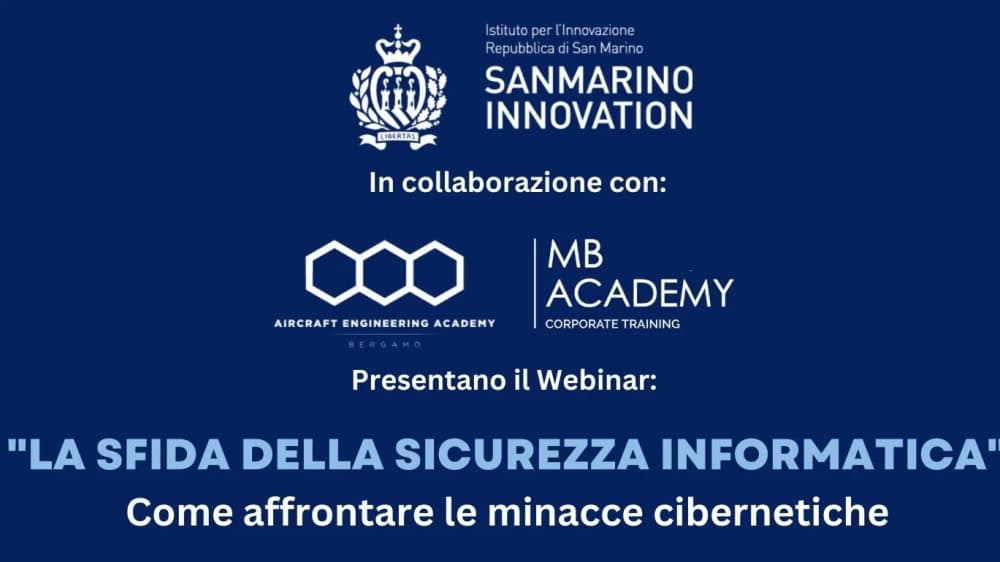 Istituto per l'Innovazione
Repubblica di San Marino
SANMARINO
INNOVATION
LIBERTAS
In collaborazione con:
AIRCRAFT ENGINEERING ACADEMY
BERGAMO
MB
ACADEMY
CORPORATE TRAINING
Presentano il Webinar:
"LA SFIDA DELLA SICUREZZA INFORMATICA"
Come affrontare le minacce cibernetiche